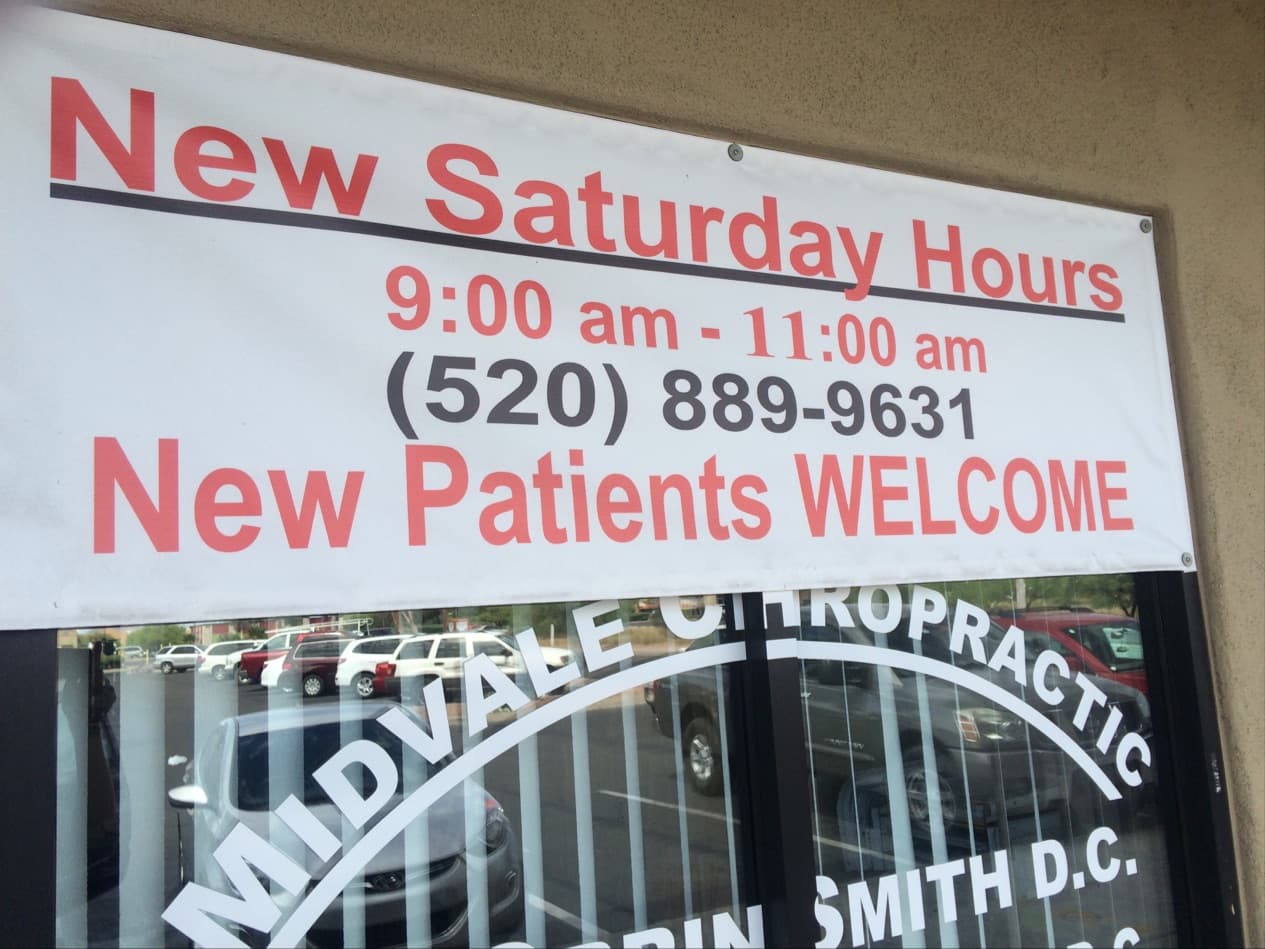 New Saturday Hours
9:00 am - 11:00 am
(520) 889-9631
New Patients WELCOME
MIDVALE CHIROPRACTIC
SMITH D.C.